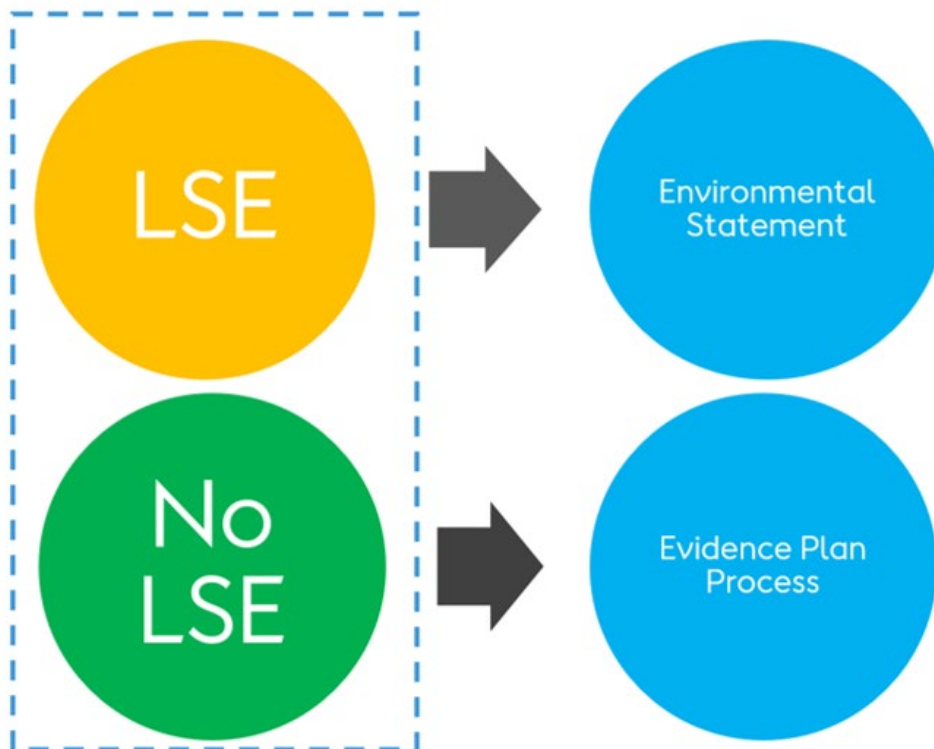 LSE
Environmental
Statement
No
LSE
Evidence Plan
Process